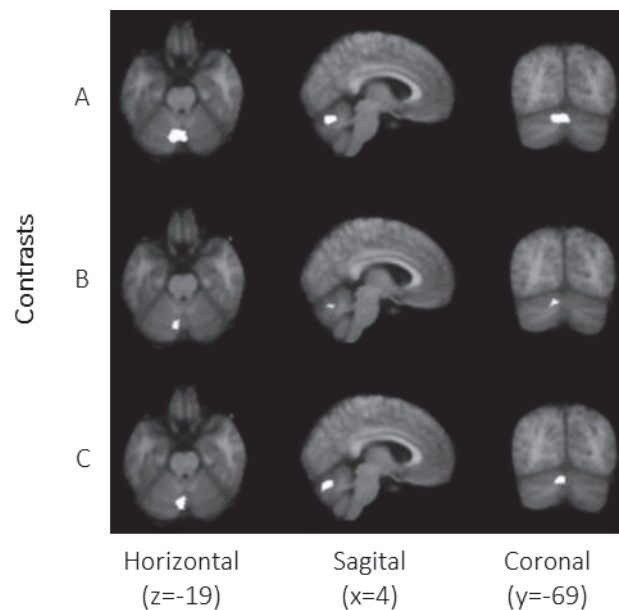 A
B
C
Contrasts
Horizontal
(z=-19)
Sagital
(x=4)
Coronal
(y=-69)